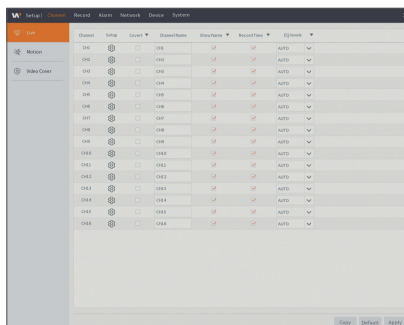 Setup Channel Record Alarm Network Device System
Live
Motion
Video Cover
Channel Setup Covert ▼ Channel Name Show Name ▼ Record Time ▼ EQ levels ▼
CH1 CH1 AUTO
CH2 CH2 AUTO
CH3 CH3 AUTO
CH4 CH4 AUTO
CH5 CH5 AUTO
CH6 CH6 AUTO
CH7 CH7 AUTO
CH8 CH8 AUTO
CH9 CH9 AUTO
CH10 CH10 AUTO
CH11 CH11 AUTO
CH12 CH12 AUTO
CH13 CH13 AUTO
CH14 CH14 AUTO
CH15 CH15 AUTO
CH16 CH16 AUTO
Copy Default Apply